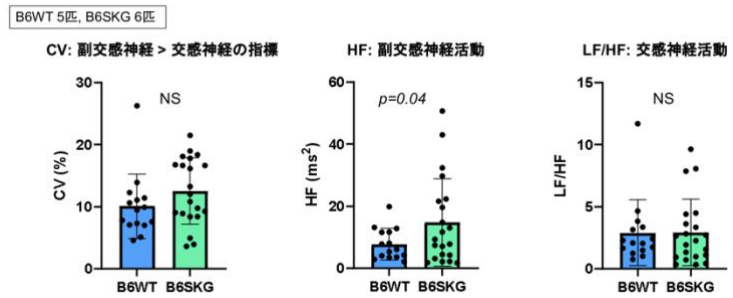 B6WT 5匹, B6SKG 6匹
CV: 副交感神経 > 交感神経の指標
30
20
10
0
CV (%)
NS
B6WT
B6SKG
HF: 副交感神経活動
60
40
20
0
HF (ms²)
p=0.04
B6WT
B6SKG
LF/HF: 交感神経活動
15
10
5
0
LF/HF
NS
B6WT
B6SKG